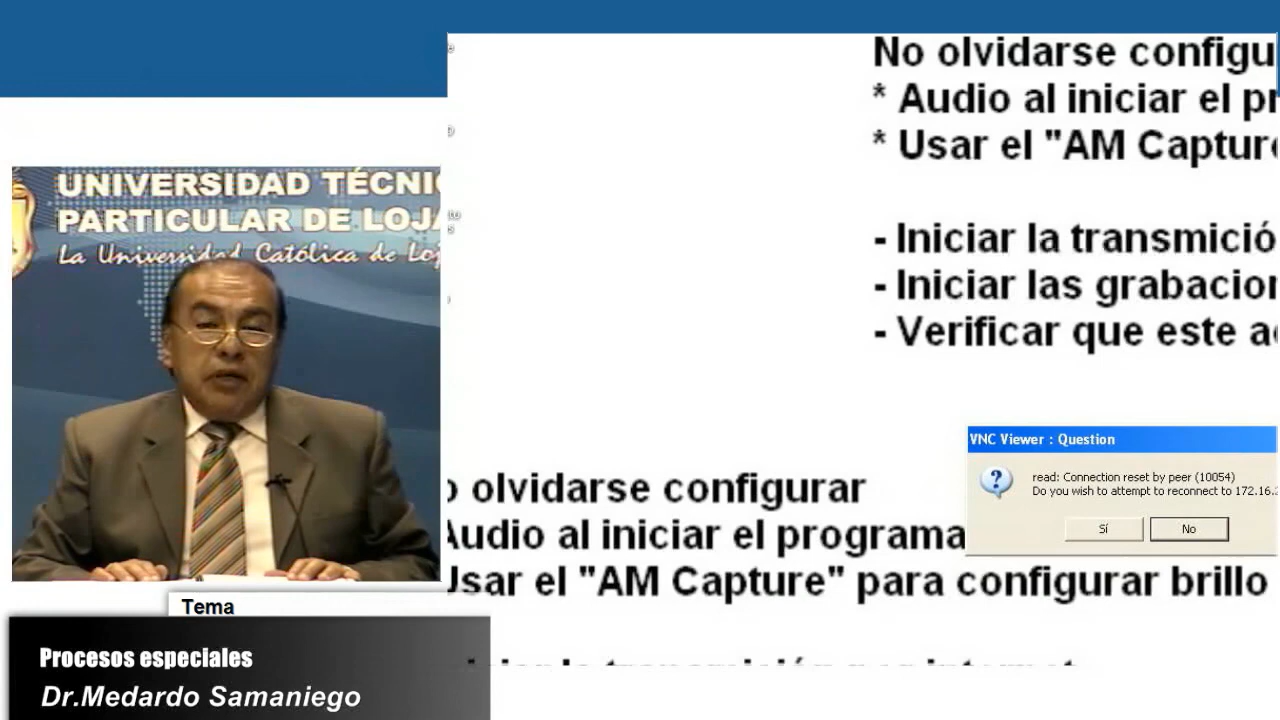 UNIVERSIDAD TÉCNI
PARTICULAR DE LOJA
La Universidad Católica de Loj
Tema
Procesos especiales
Dr.Medardo Samaniego
No olvidarse configu
* Audio al iniciar el pr
* Usar el "AM Capture
- Iniciar la transmició
- Iniciar las grabacion
- Verificar que este a
VNC Viewer : Question
read: Connection reset by peer (10054)
Do you wish to attempt to reconnect to 172.16.
Sí
No
o olvidarse configurar
Audio al iniciar el programa
Usar el "AM Capture" para configurar brillo